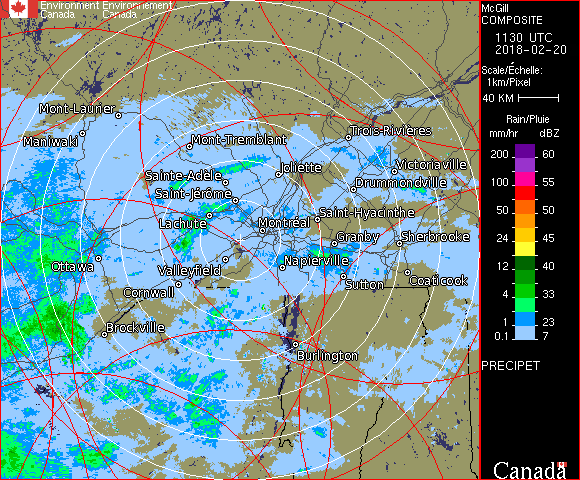 Environment Environnement
Canada Canada
McGill
COMPOSITE
1130 UTC
2018-02-20
Scale/Échelle:
1km/Pixel
40 KM
Rain/Pluie
mm/hr dBZ
200 60
100 55
50 50
24 45
12 40
4 33
1 23
0.1 7
PRECIPET
Canada
Mont-Laurier
Maniwaki
Mont-Tremblant
Trois-Rivières
Joliette
Victoriaville
Sainte-Adèle
Drummondville
Saint-Jérôme
Lachute
Saint-Hyacinthe
Montréal
Granby
Sherbrooke
Ottawa
Valleyfield
Napierville
Coaticook
Sutton
Cornwall
Brockville
Burlington